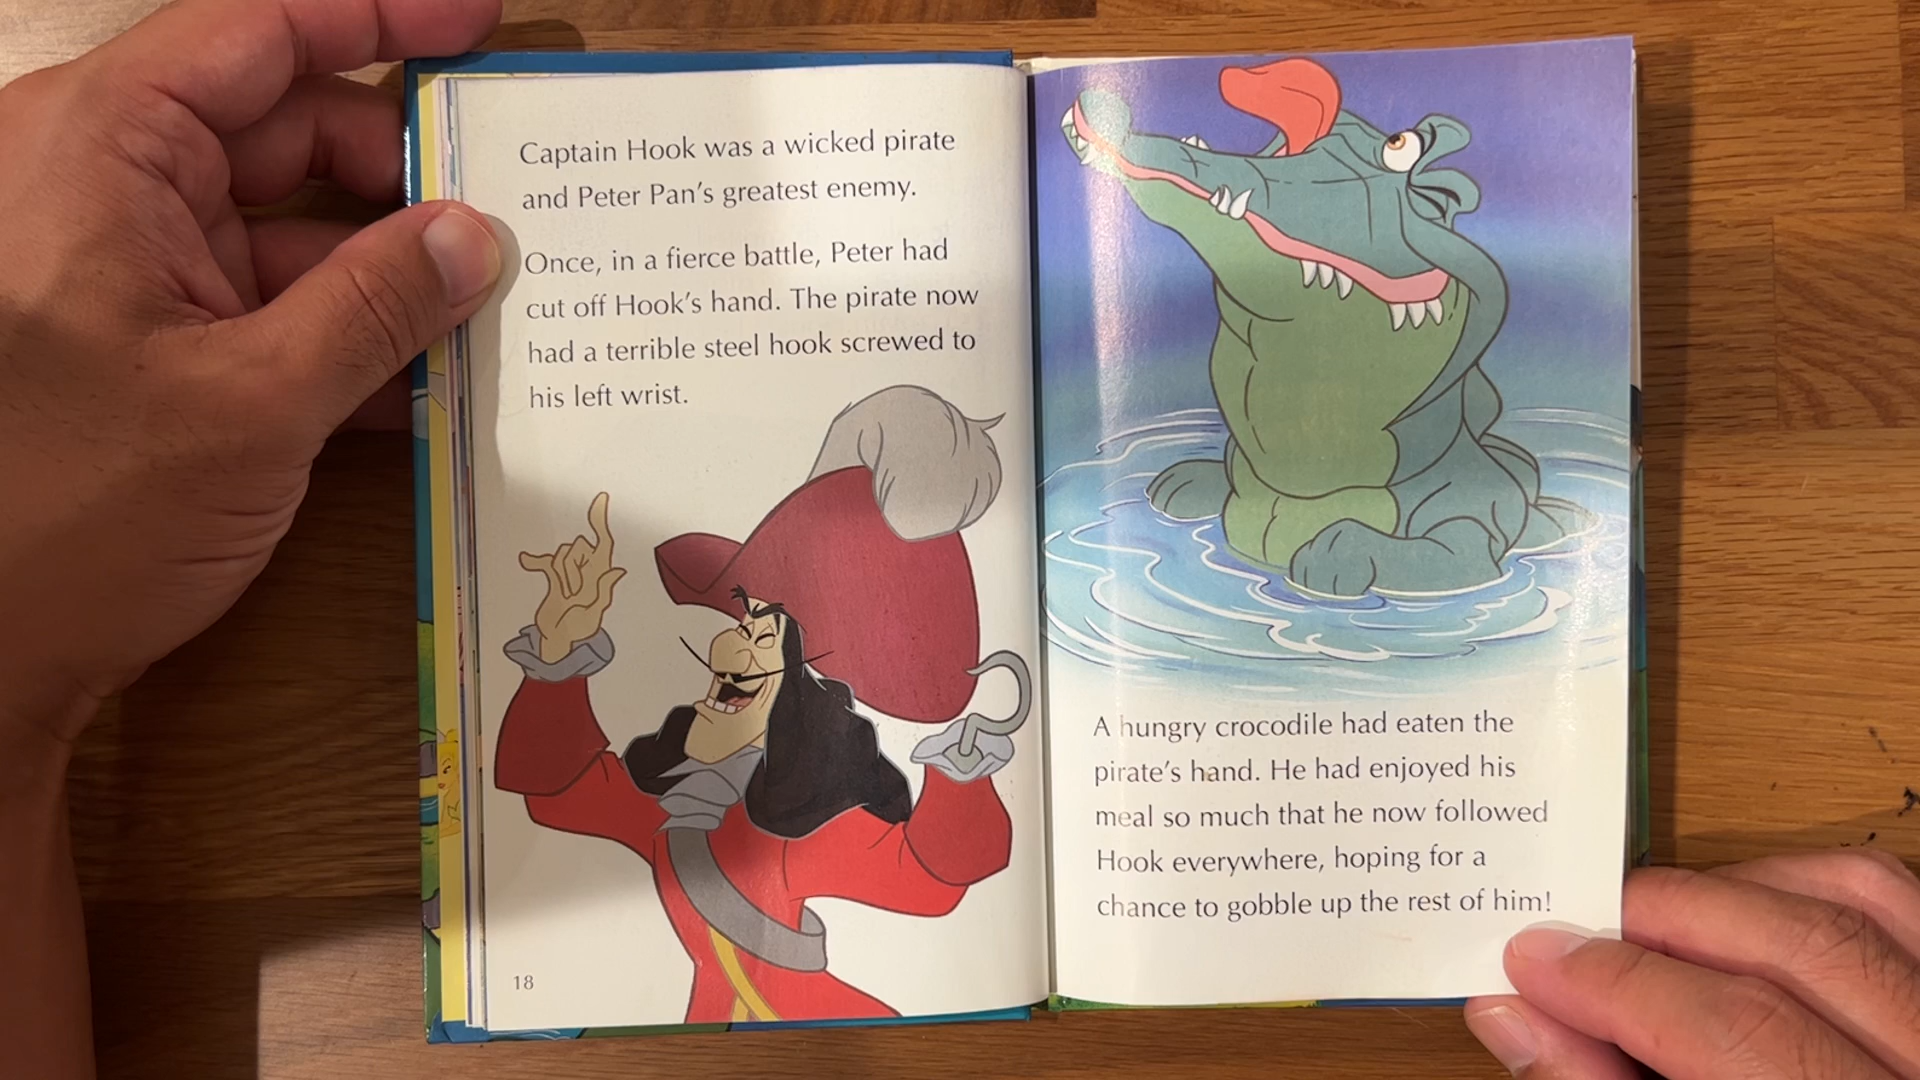 Captain Hook was a wicked pirate
and Peter Pan's greatest enemy.
Once, in a fierce battle, Peter had
cut off Hook's hand. The pirate now
had a terrible steel hook screwed to
his left wrist.
18
A hungry crocodile had eaten the
pirate's hand. He had enjoyed his
meal so much that he now followed
Hook everywhere, hoping for a
chance to gobble up the rest of him!